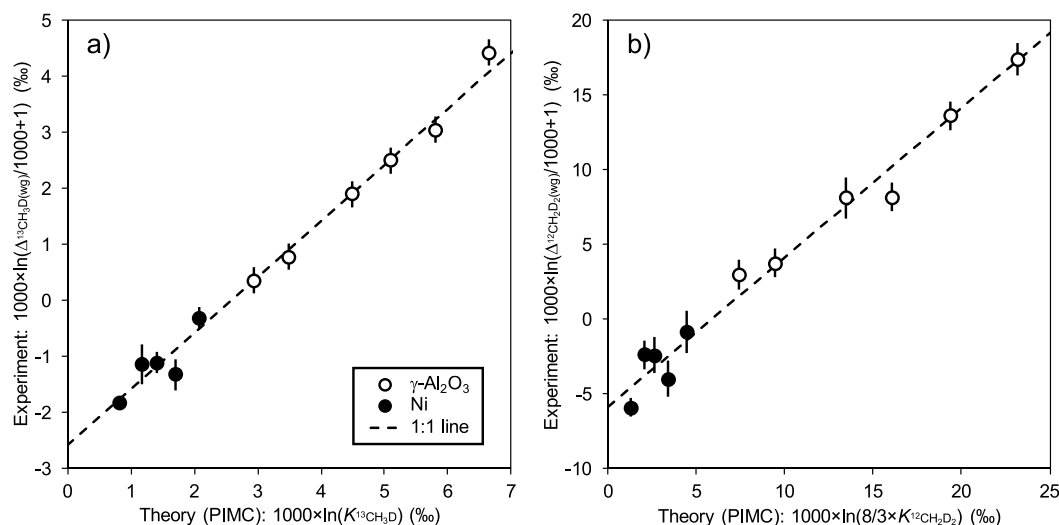 a)
Experiment: 1000×ln(Δ¹³CH₃D(wg)/1000+1) (‰)
5
4
3
2
1
0
-1
-2
-3
γ-Al₂O₃
Ni
1:1 line
0 1 2 3 4 5 6 7
Theory (PIMC): 1000×ln(K¹³CH₃D) (‰)
b)
Experiment: 1000×ln(Δ¹²CH₂D₂(wg)/1000+1) (‰)
20
15
10
5
0
-5
-10
0 5 10 15 20 25
Theory (PIMC): 1000×ln(8/3×K¹²CH₂D₂) (‰)